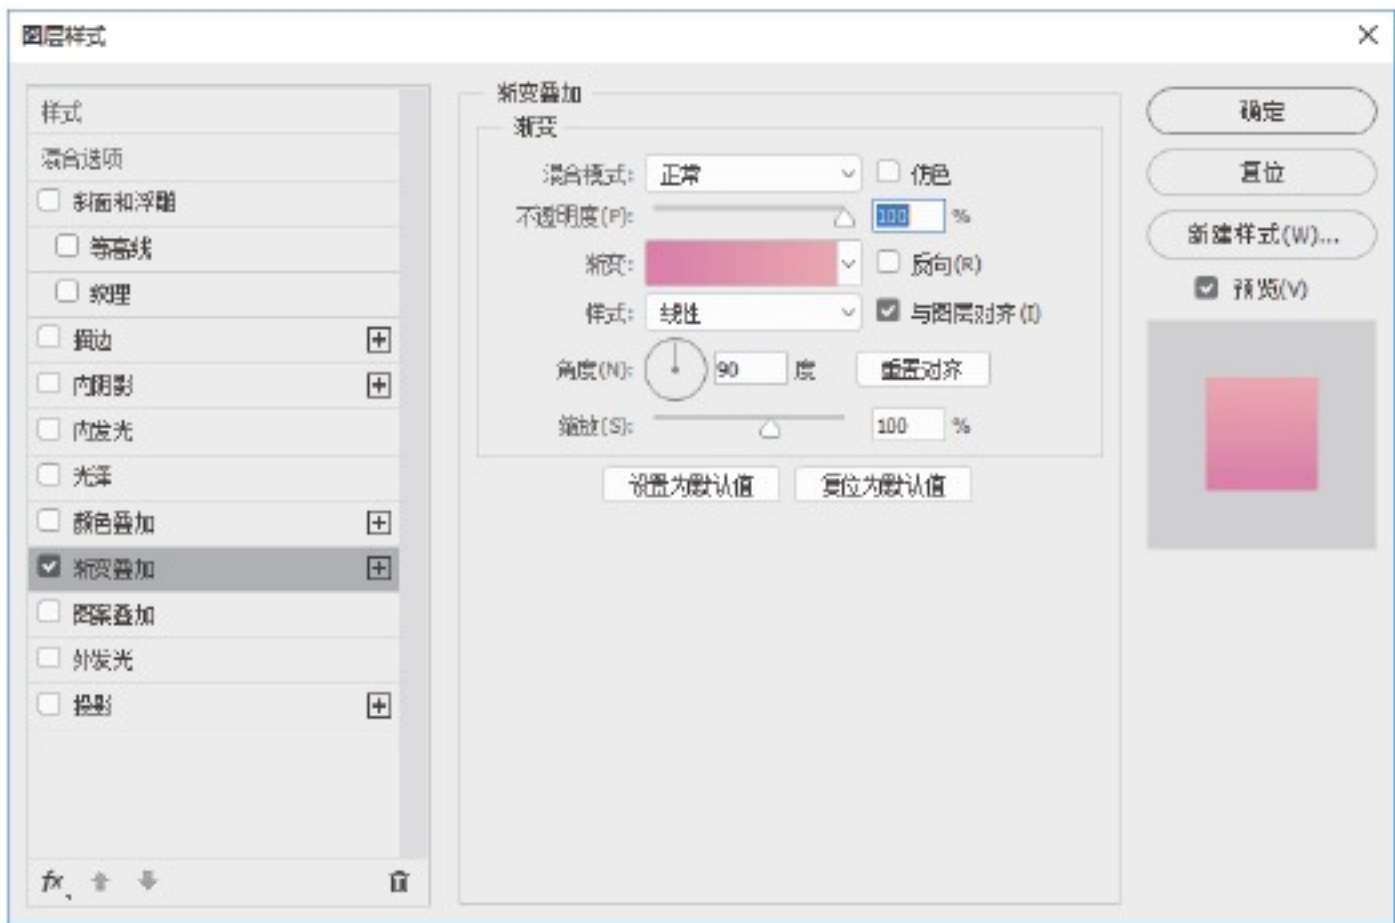 图层样式
样式
混合选项
斜面和浮雕
等高线
纹理
描边
内阴影
内发光
光泽
颜色叠加
渐变叠加
图案叠加
外发光
投影
fx
渐变叠加
渐变
混合模式: 正常 仿色
不透明度(P): 100 %
渐变: 反向(R)
样式: 线性 与图层对齐(I)
角度(N): 90 度 重置对齐
缩放(S): 100 %
设置为默认值 复位为默认值
确定
复位
新建样式(W)...
预览(V)